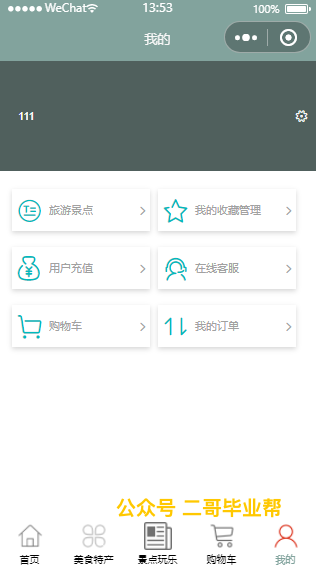 WeChat 13:53 100%
我的
111
旅游景点 我的收藏管理
用户充值 在线客服
购物车 我的订单
公众号 二哥毕业帮
首页 美食特产 景点玩乐 购物车 我的